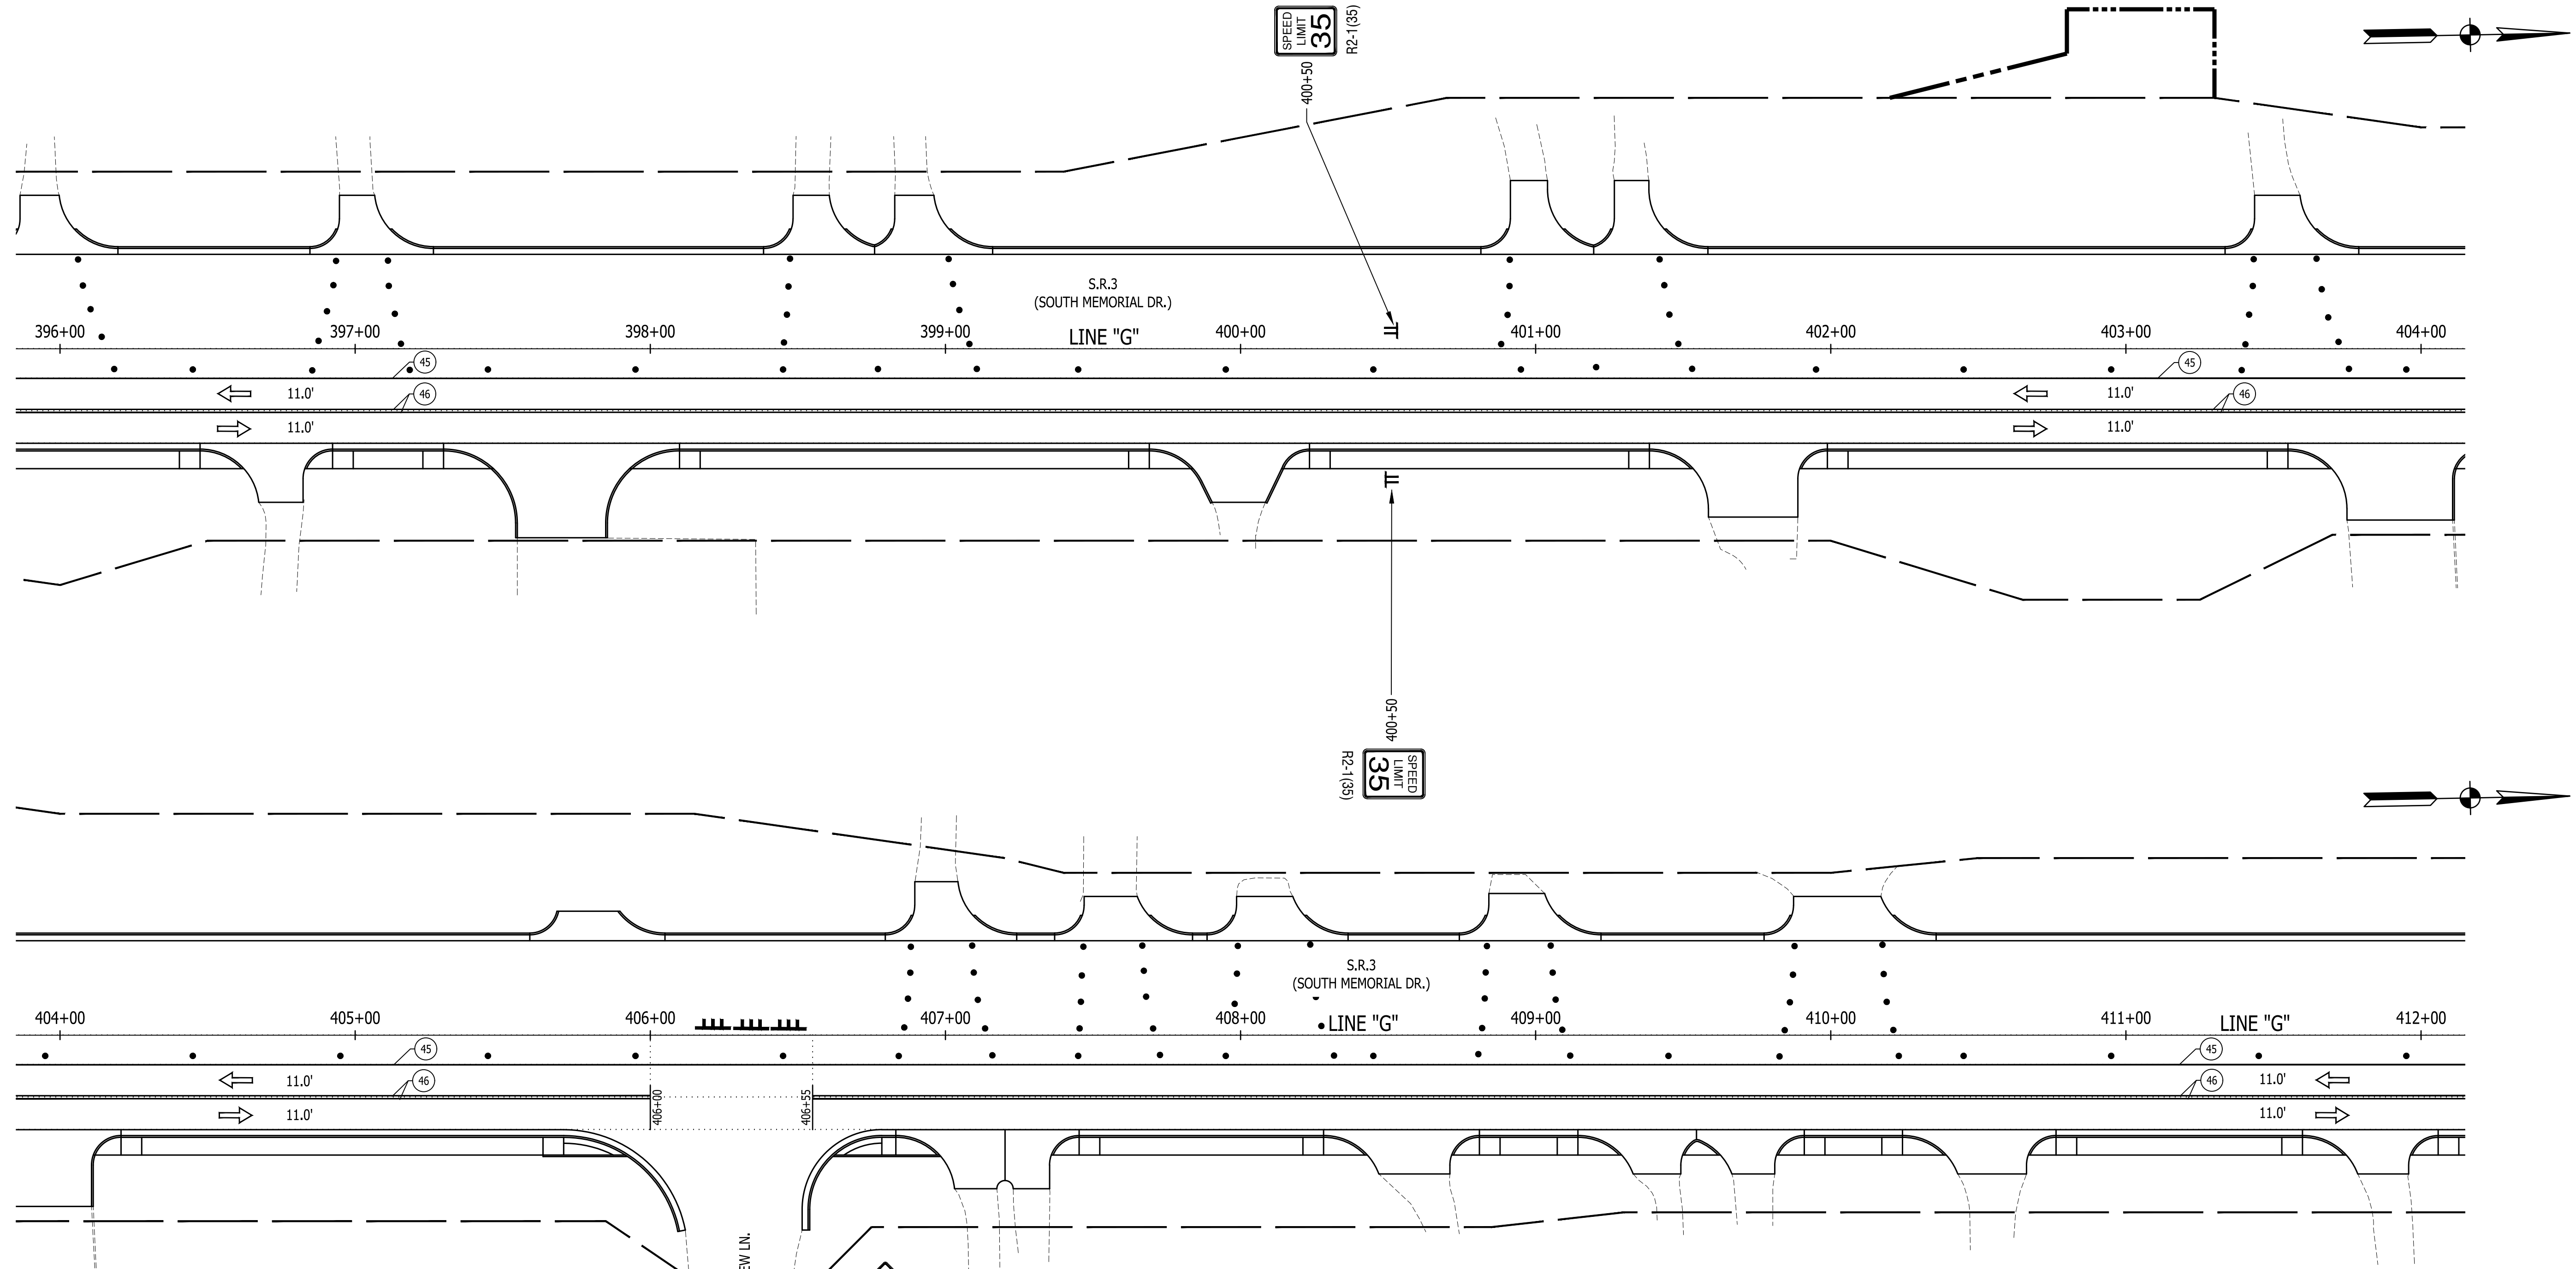 SPEED
LIMIT
35
R2-1(35)
400+50
S.R.3
(SOUTH MEMORIAL DR.)
396+00 397+00 398+00 399+00 LINE "G" 400+00 401+00 402+00 403+00 404+00
45 45
11.0' 46 11.0' 46
11.0' 11.0'
400+50
SPEED
LIMIT
35
R2-1(35)
S.R.3
(SOUTH MEMORIAL DR.)
404+00 405+00 406+00 407+00 408+00 LINE "G" 409+00 410+00 411+00 LINE "G" 412+00
45 45
11.0' 46 46 11.0'
11.0' 406+00 406+55 11.0'
LN.